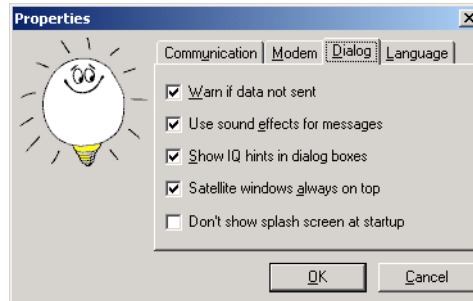 Properties
Communication Modem Dialog Language
Warn if data not sent
Use sound effects for messages
Show IQ hints in dialog boxes
Satellite windows always on top
Don't show splash screen at startup
OK Cancel